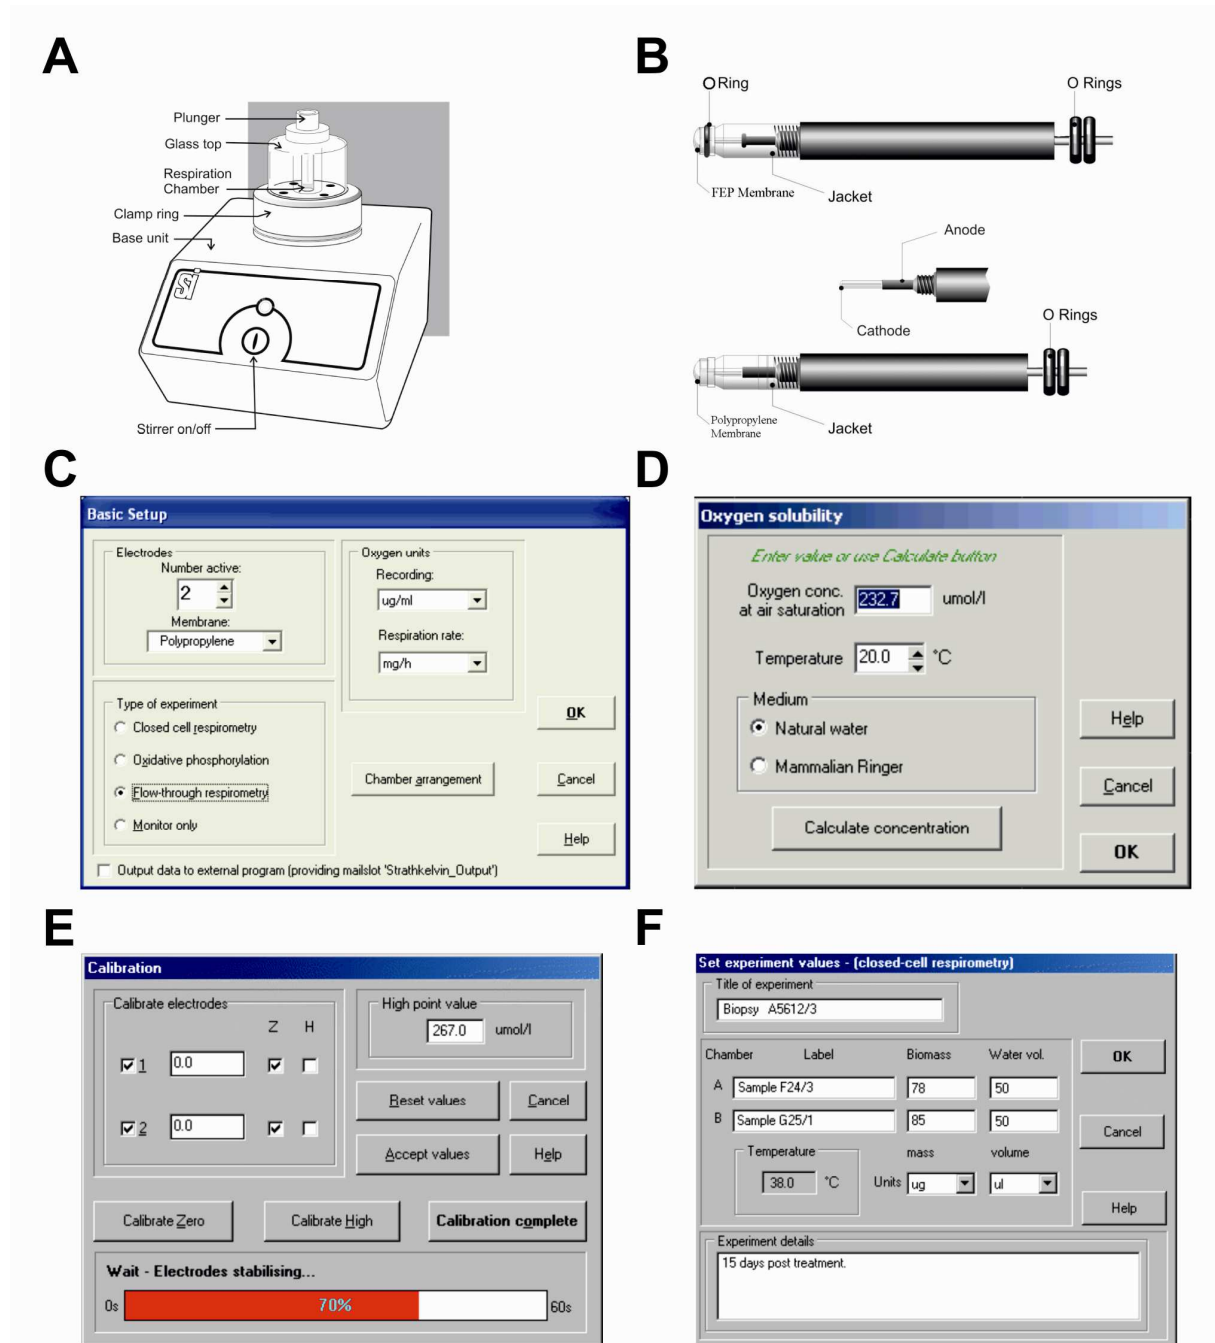 A
Plunger
Glass top
Respiration
Chamber
Clamp ring
Base unit
Stirrer on/off
B
O Ring
O Rings
FEP Membrane
Jacket
Anode
Cathode
O Rings
Polypropylene
Membrane
Jacket
C
Basic Setup
Electrodes
Number active:
2
Membrane:
Polypropylene
Oxygen units
Recording:
ug/ml
Respiration rate:
mg/h
Type of experiment
Closed cell respirometry
Oxidative phosphorylation
Flow-through respirometry
Monitor only
Chamber arrangement
OK
Cancel
Help
Output data to external program (providing mailslot 'Strathkelvin_Output')
D
Oxygen solubility
Enter value or use Calculate button
Oxygen conc.
at air saturation 232.7 umol/l
Temperature 20.0 °C
Medium
Natural water
Mammalian Ringer
Calculate concentration
Help
Cancel
OK
E
Calibration
Calibrate electrodes
Z H
1 0.0
2 0.0
High point value
267.0 umol/l
Reset values Cancel
Accept values Help
Calibrate Zero Calibrate High Calibration complete
Wait - Electrodes stabilising...
0s 70% 60s
F
Set experiment values - (closed-cell respirometry)
Title of experiment
Biopsy A5612/3
Chamber Label Biomass Water vol.
A Sample F24/3 78 50
B Sample G25/1 85 50
Temperature mass volume
38.0 °C Units ug ul
OK
Cancel
Help
Experiment details
15 days post treatment.